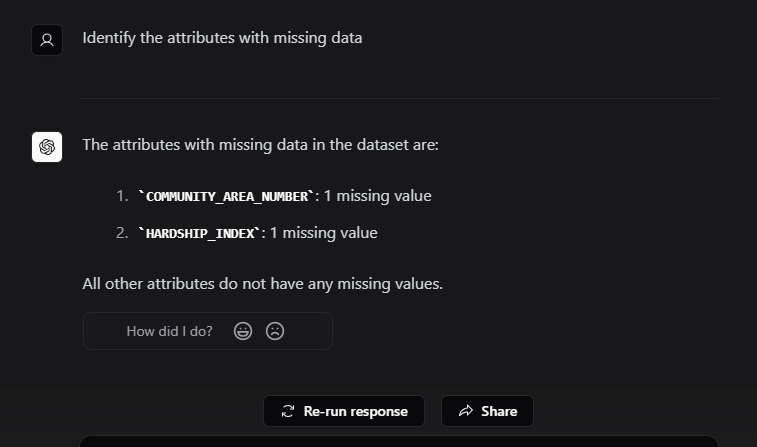 Identify the attributes with missing data
The attributes with missing data in the dataset are:
1. `COMMUNITY_AREA_NUMBER`: 1 missing value
2. `HARDSHIP_INDEX`: 1 missing value
All other attributes do not have any missing values.
How did I do?
Re-run response Share